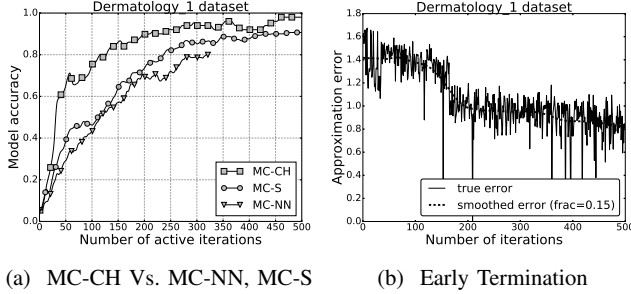 Dermatology_1 dataset
Model accuracy
1.0
0.8
0.6
0.4
0.2
0.0
MC-CH
MC-S
MC-NN
0 50 100 150 200 250 300 350 400 450 500
Number of active iterations
Dermatology_1 dataset
Approximation error
1.8
1.6
1.4
1.2
1.0
0.8
0.6
0.4
0.2
0.0
true error
smoothed error (frac=0.15)
0 100 200 300 400 500
Number of iterations
(a) MC-CH Vs. MC-NN, MC-S
(b) Early Termination